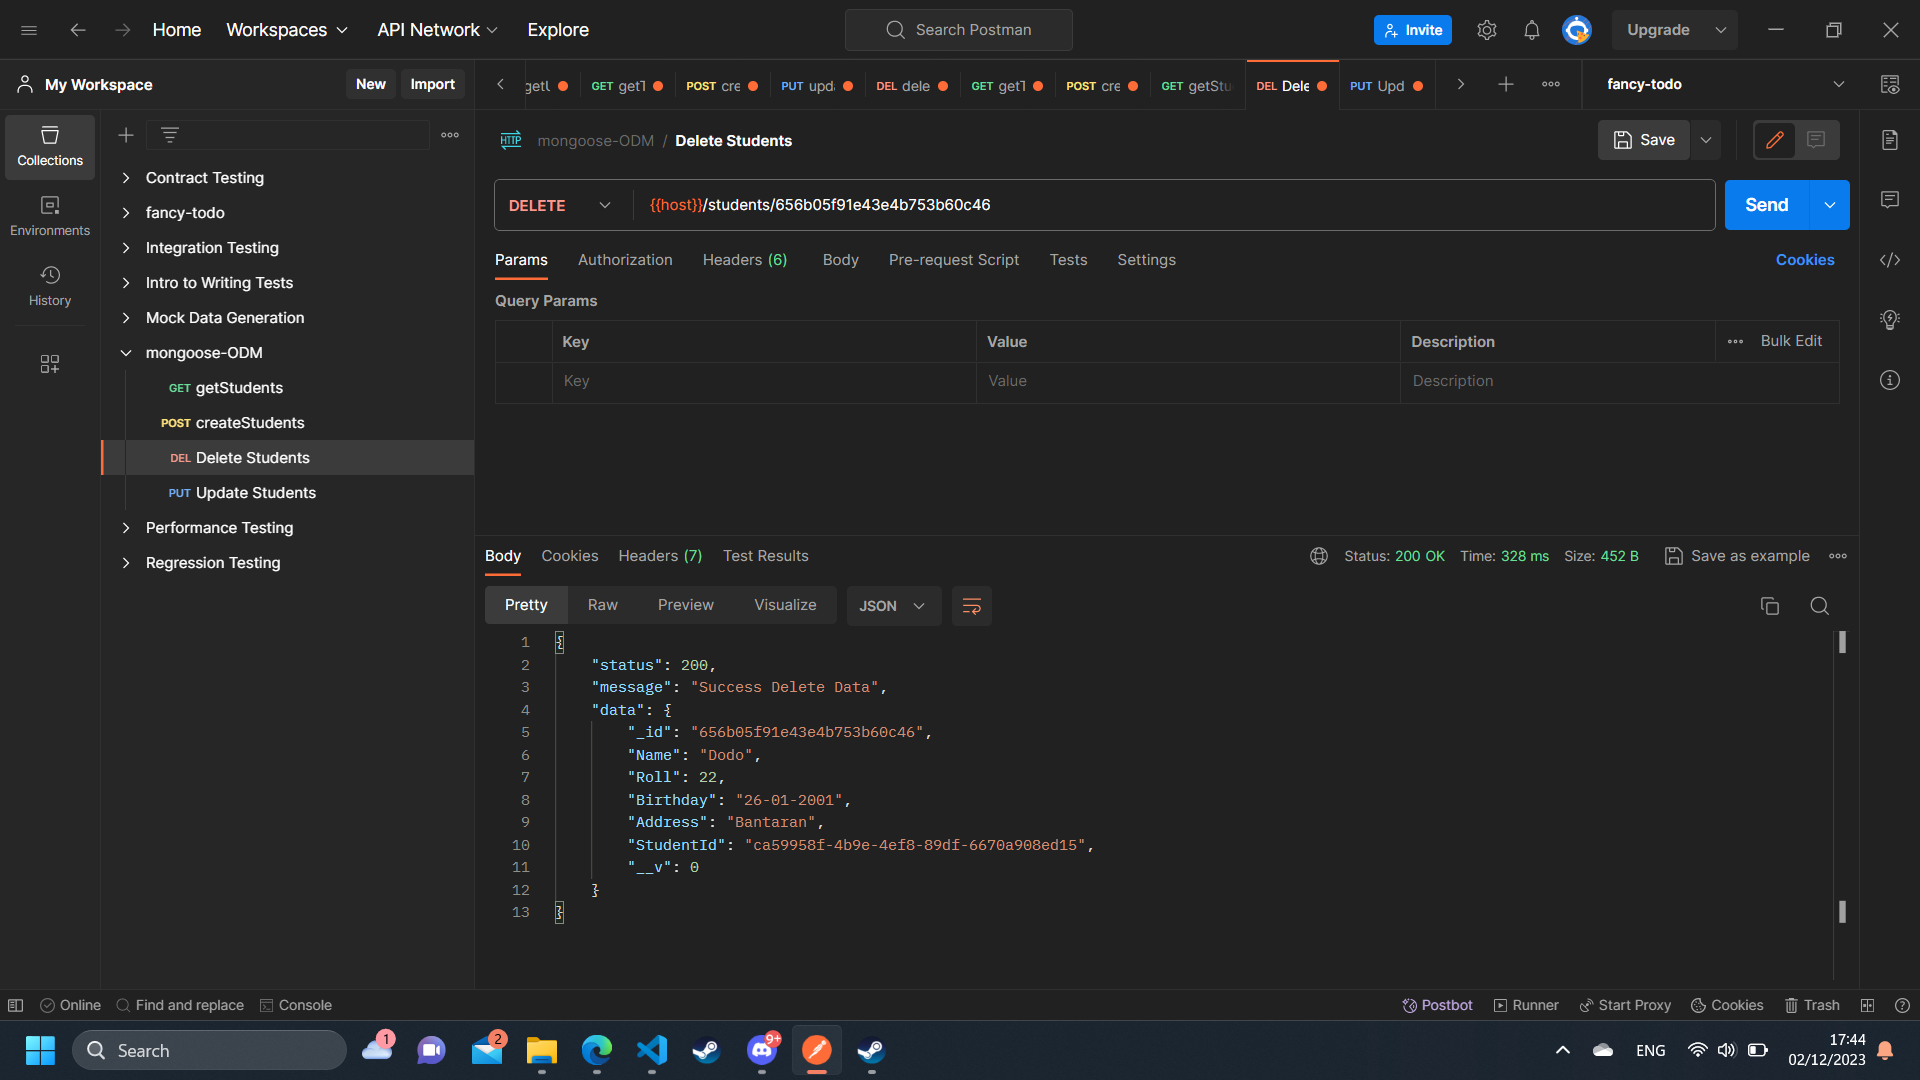 Home Workspaces API Network Explore Search Postman Invite Upgrade
My Workspace New Import
getU GET getT POST cre PUT upda DEL dele GET getT POST cre GET getStu DEL Dele PUT Upd fancy-todo
Collections
Environments
History
Contract Testing
fancy-todo
Integration Testing
Intro to Writing Tests
Mock Data Generation
mongoose-ODM
GET getStudents
POST createStudents
DEL Delete Students
PUT Update Students
Performance Testing
Regression Testing
HTTP mongoose-ODM / Delete Students Save
DELETE {{host}}/students/656b05f91e43e4b753b60c46 Send
Params Authorization Headers (6) Body Pre-request Script Tests Settings Cookies
Query Params
Key Value Description Bulk Edit
Key Value Description
Body Cookies Headers (7) Test Results Status: 200 OK Time: 328 ms Size: 452 B Save as example
Pretty Raw Preview Visualize JSON
1 {
2 "status": 200,
3 "message": "Success Delete Data",
4 "data": {
5 "_id": "656b05f91e43e4b753b60c46",
6 "Name": "Dodo",
7 "Roll": 22,
8 "Birthday": "26-01-2001",
9 "Address": "Bantaran",
10 "StudentId": "ca59958f-4b9e-4ef8-89df-6670a908ed15",
11 "__v": 0
12 }
13 }
Online Find and replace Console Postbot Runner Start Proxy Cookies Trash
Search 1 2 9+ ENG 17:44
02/12/2023